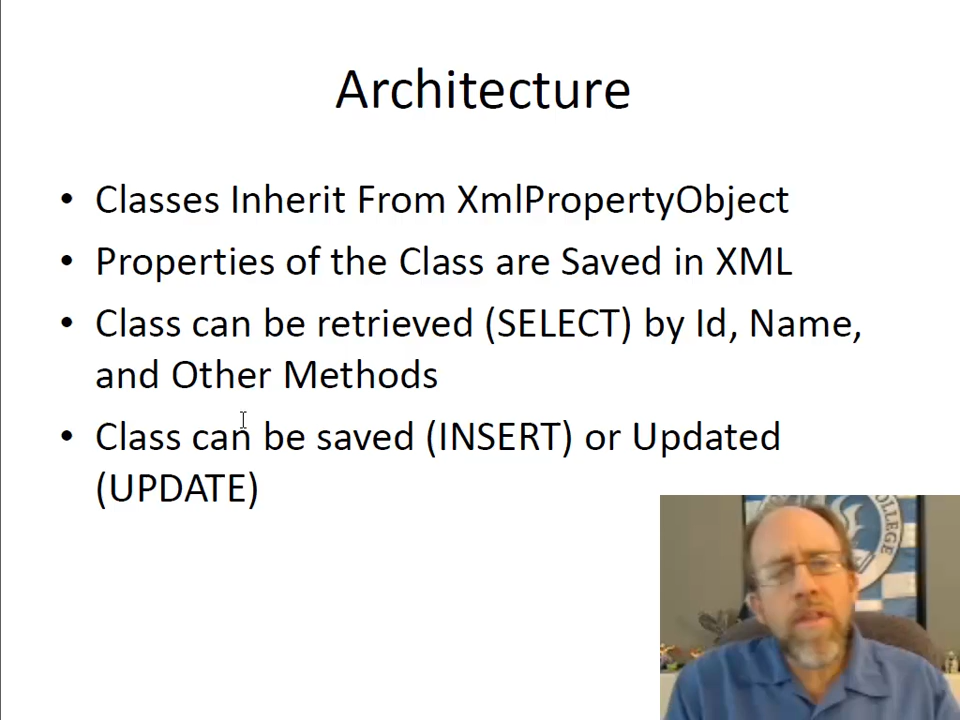 Architecture
• Classes Inherit From XmlPropertyObject
• Properties of the Class are Saved in XML
• Class can be retrieved (SELECT) by Id, Name,
and Other Methods
• Class can be saved (INSERT) or Updated
(UPDATE)
COLLEGE